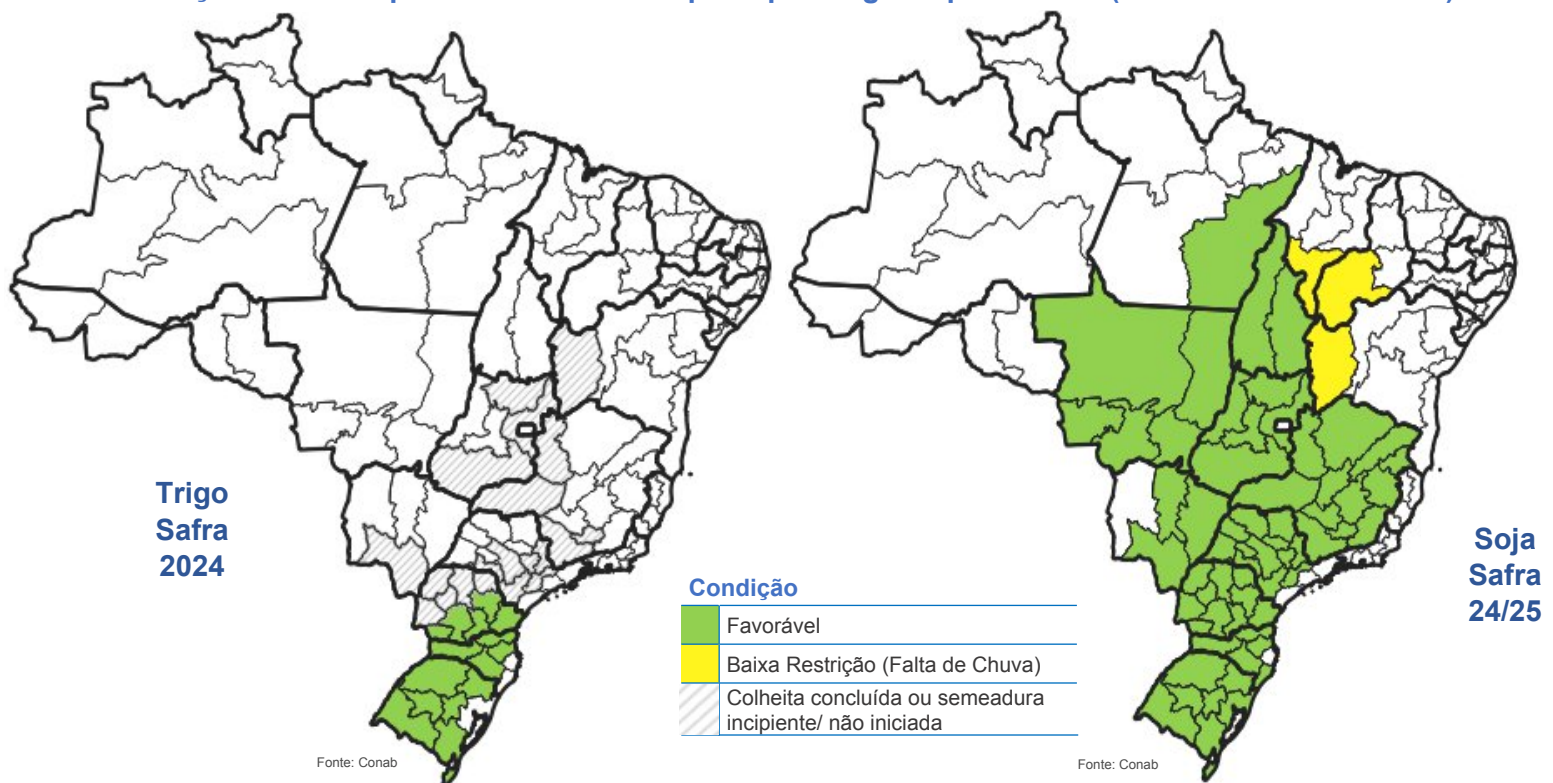 Trigo
Safra
2024
Soja
Safra
24/25
Condição
Favorável
Baixa Restrição (Falta de Chuva)
Colheita concluída ou semeadura
incipiente/ não iniciada
Fonte: Conab
Fonte: Conab